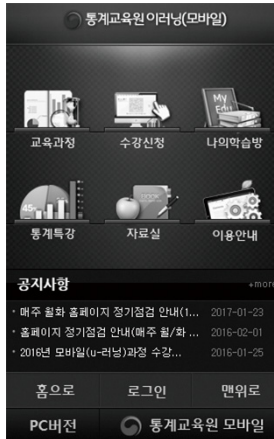 통계교육원 이러닝(모바일)
My Edu
교육과정 수강신청 나의학습방
45
통계특강 자료실 이용안내
공지사항 +more
· 매주 월화 홈페이지 정기점검 안내(1... 2017-01-23
· 홈페이지 정기점검 안내(매주 월/화 ... 2016-02-01
· 2016년 모바일(u-러닝)과정 수강... 2016-01-25
홈으로 로그인 맨위로
PC버전 통계교육원 모바일